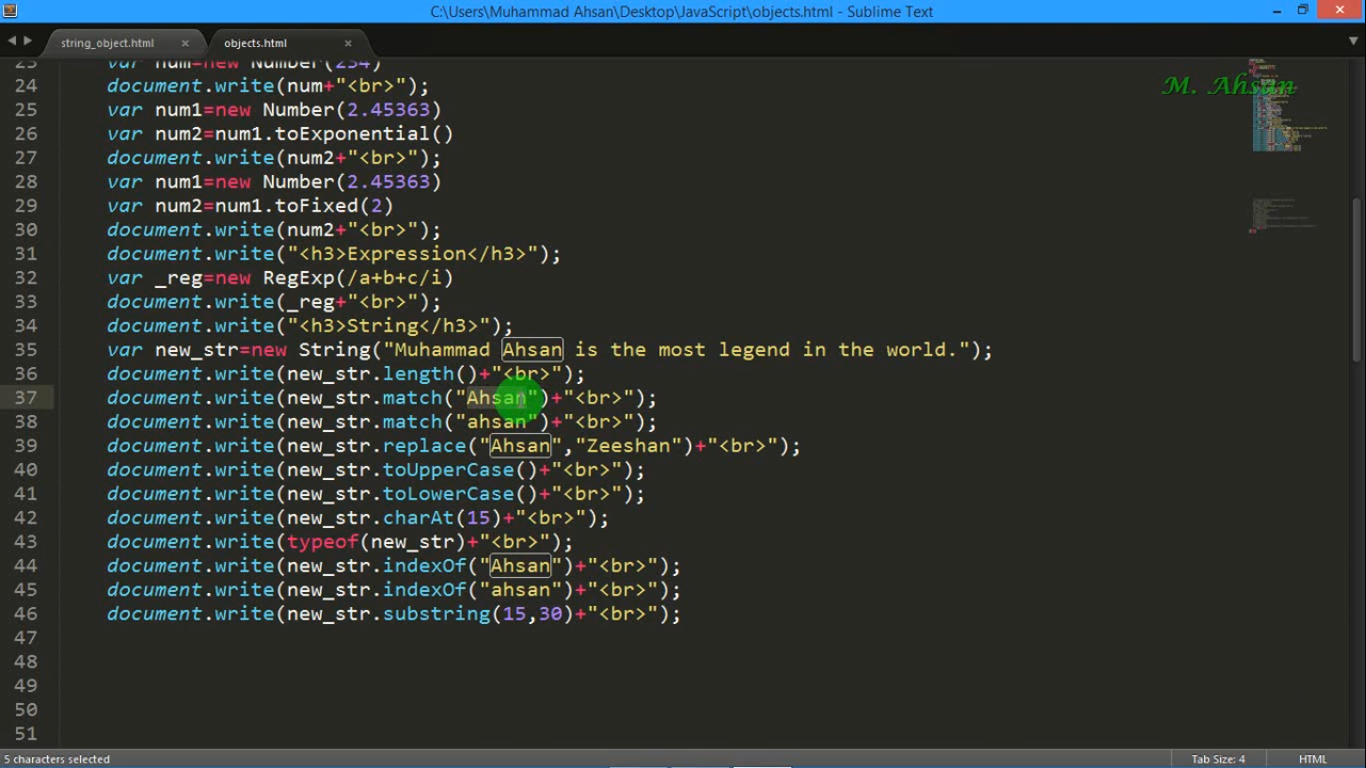 C:\Users\Muhammad Ahsan\Desktop\JavaScript\objects.html - Sublime Text
string_object.html × objects.html ×
M. Ahsan
23 var num=new Number(234)
24 document.write(num+"<br>");
25 var num1=new Number(2.45363)
26 var num2=num1.toExponential()
27 document.write(num2+"<br>");
28 var num1=new Number(2.45363)
29 var num2=num1.toFixed(2)
30 document.write(num2+"<br>");
31 document.write("<h3>Expression</h3>");
32 var _reg=new RegExp(/a+b+c/i)
33 document.write(_reg+"<br>");
34 document.write("<h3>String</h3>");
35 var new_str=new String("Muhammad Ahsan is the most legend in the world.");
36 document.write(new_str.length()+"<br>");
37 document.write(new_str.match("Ahsan")+"<br>");
38 document.write(new_str.match("ahsan")+"<br>");
39 document.write(new_str.replace("Ahsan","Zeeshan")+"<br>");
40 document.write(new_str.toUpperCase()+"<br>");
41 document.write(new_str.toLowerCase()+"<br>");
42 document.write(new_str.charAt(15)+"<br>");
43 document.write(typeof(new_str)+"<br>");
44 document.write(new_str.indexOf("Ahsan")+"<br>");
45 document.write(new_str.indexOf("ahsan")+"<br>");
46 document.write(new_str.substring(15,30)+"<br>");
47
48
49
50
51
5 characters selected Tab Size: 4 HTML